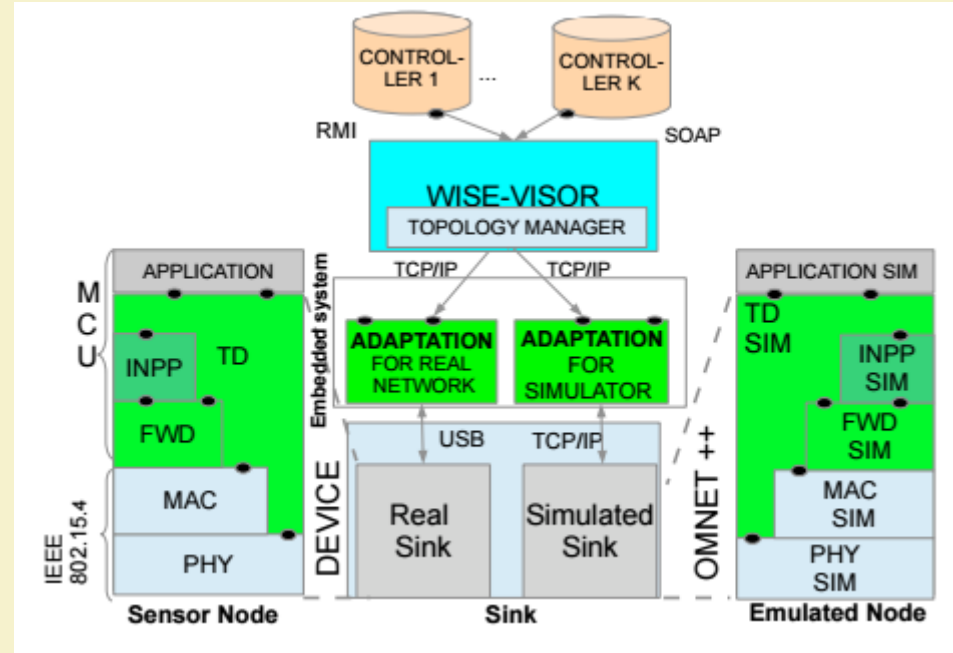 CONTROL-
LER 1
...
CONTROL-
LER K
RMI
SOAP
WISE-VISOR
TOPOLOGY MANAGER
TCP/IP
TCP/IP
Embedded system
ADAPTATION
FOR REAL
NETWORK
ADAPTATION
FOR
SIMULATOR
USB
TCP/IP
DEVICE
Real
Sink
Simulated
Sink
OMNET ++
Sink
M
C
U
APPLICATION
TD
INPP
FWD
IEEE
802.15.4
MAC
PHY
Sensor Node
APPLICATION SIM
TD
SIM
INPP
SIM
FWD
SIM
MAC
SIM
PHY
SIM
Emulated Node